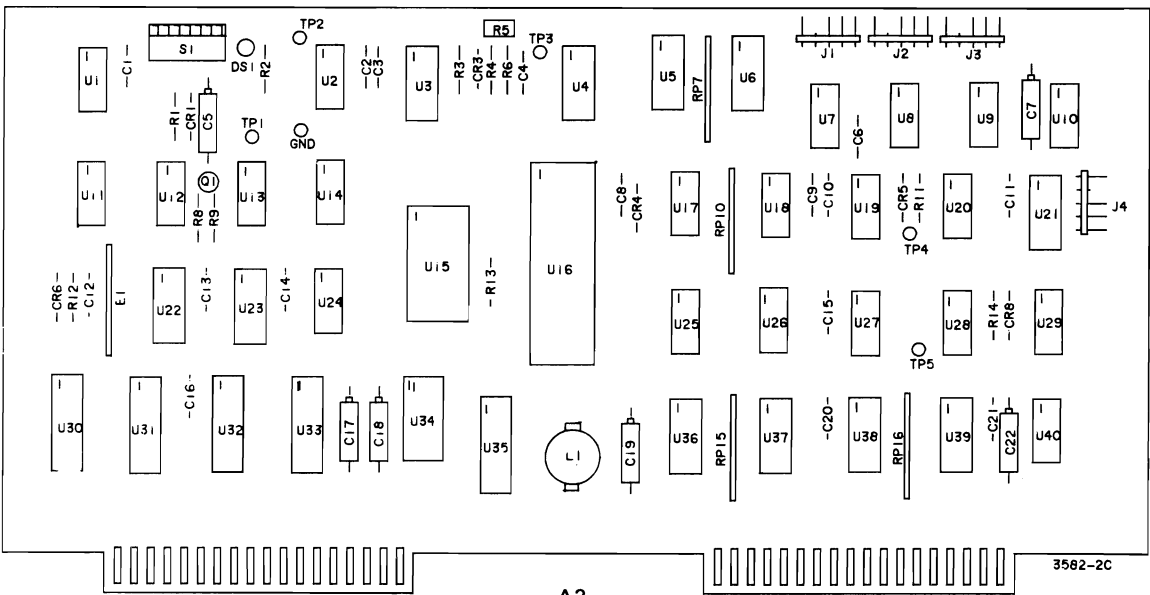 TP2
R5
TP3
S1
DS1
J1
J2
J3
U1
-C1-
-R2-
U2
-C2-
-C3-
U3
-R3-
-CR3-
-R4-
-R6-
-C4-
U4
U5
RP7
U6
-R1-
-CR1-
C5
TP1
GND
U7
-C6-
U8
U9
C7
U10
U11
U12
Q1
-R8-
-R9-
U13
U14
U15
-R13-
U16
-C8-
-CR4-
U17
RP10
U18
-C9-
-C10-
U19
-CR5-
-R11-
TP4
U20
-C11-
U21
J4
-CR6-
-R12-
-C12-
E1
U22
-C13-
U23
-C14-
U24
U25
U26
-C15-
U27
TP5
U28
-R14-
-CR8-
U29
U30
U31
-C16-
U32
U33
C17
C18
U34
U35
L1
C19
U36
RP15
U37
-C20-
U38
RP16
U39
-C21-
C22
U40
3582-2C
A2